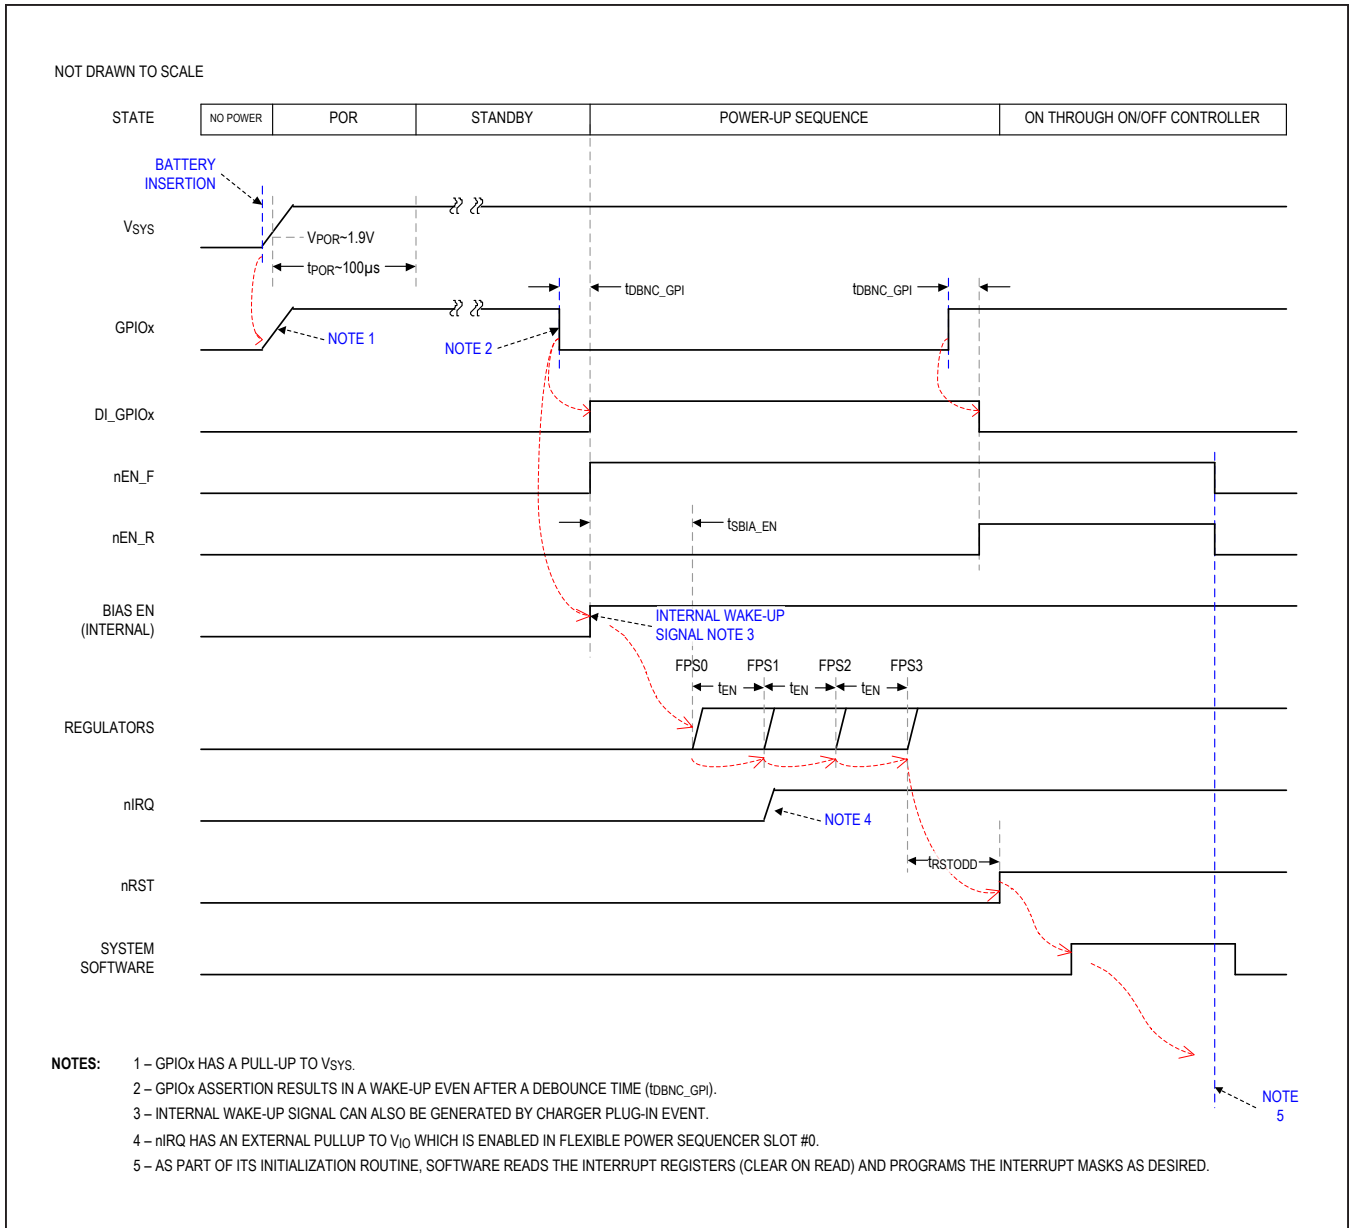 NOT DRAWN TO SCALE
STATE
NO POWER
POR
STANDBY
POWER-UP SEQUENCE
ON THROUGH ON/OFF CONTROLLER
BATTERY
INSERTION
VSYS
VPOR~1.9V
tPOR~100µs
tDBNC_GPI
tDBNC_GPI
GPIOx
NOTE 1
NOTE 2
DI_GPIOx
nEN_F
nEN_R
tSBIA_EN
BIAS EN
(INTERNAL)
INTERNAL WAKE-UP
SIGNAL NOTE 3
FPS0
FPS1
FPS2
FPS3
tEN
tEN
tEN
REGULATORS
nIRQ
NOTE 4
tRSTODD
nRST
SYSTEM
SOFTWARE
NOTES:
1 – GPIOx HAS A PULL-UP TO VSYS.
2 – GPIOx ASSERTION RESULTS IN A WAKE-UP EVEN AFTER A DEBOUNCE TIME (tDBNC_GPI).
3 – INTERNAL WAKE-UP SIGNAL CAN ALSO BE GENERATED BY CHARGER PLUG-IN EVENT.
4 – nIRQ HAS AN EXTERNAL PULLUP TO VIO WHICH IS ENABLED IN FLEXIBLE POWER SEQUENCER SLOT #0.
5 – AS PART OF ITS INITIALIZATION ROUTINE, SOFTWARE READS THE INTERRUPT REGISTERS (CLEAR ON READ) AND PROGRAMS THE INTERRUPT MASKS AS DESIRED.
NOTE
5